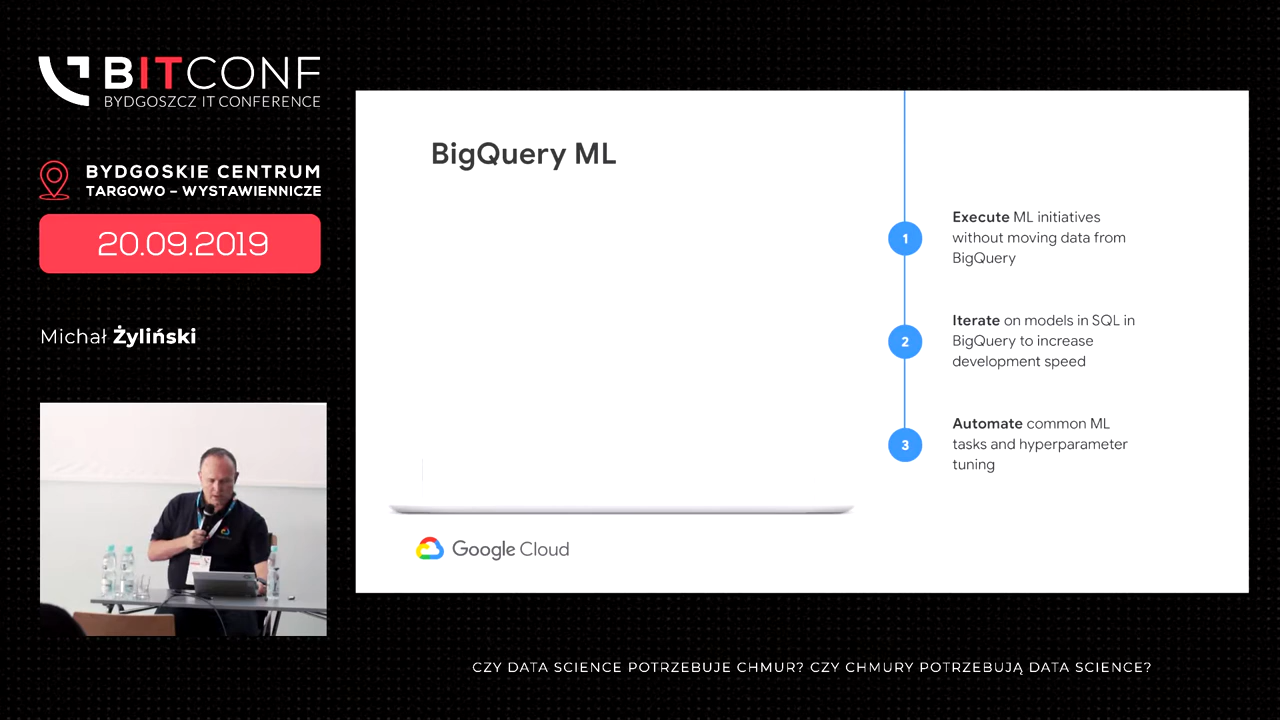 BITCONF
BYDGOSZCZ IT CONFERENCE
BYDGOSKIE CENTRUM
TARGOWO – WYSTAWIENNICZE
20.09.2019
Michał Żyliński
BigQuery ML
1
Execute ML initiatives
without moving data from
BigQuery
2
Iterate on models in SQL in
BigQuery to increase
development speed
3
Automate common ML
tasks and hyperparameter
tuning
Google Cloud
CZY DATA SCIENCE POTRZEBUJE CHMUR? CZY CHMURY POTRZEBUJĄ DATA SCIENCE?